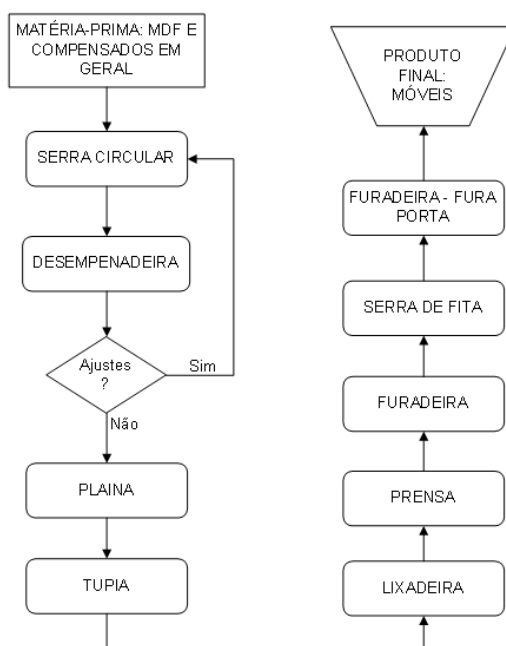 MATÉRIA-PRIMA: MDF E
COMPENSADOS EM
GERAL
SERRA CIRCULAR
DESEMPENADEIRA
Ajustes
?
Sim
Não
PLAINA
TUPIA
PRODUTO
FINAL:
MÓVEIS
FURADEIRA - FURA
PORTA
SERRA DE FITA
FURADEIRA
PRENSA
LIXADEIRA